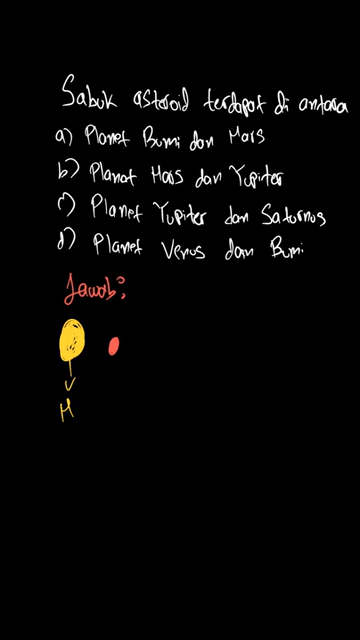 Sabuk asteroid terdapat di antara
a) Planet Bumi dan Mars
b) Planet Mars dan Yupiter
c) Planet Yupiter dan Saturnus
d) Planet Venus dan Bumi
Jawab:
M